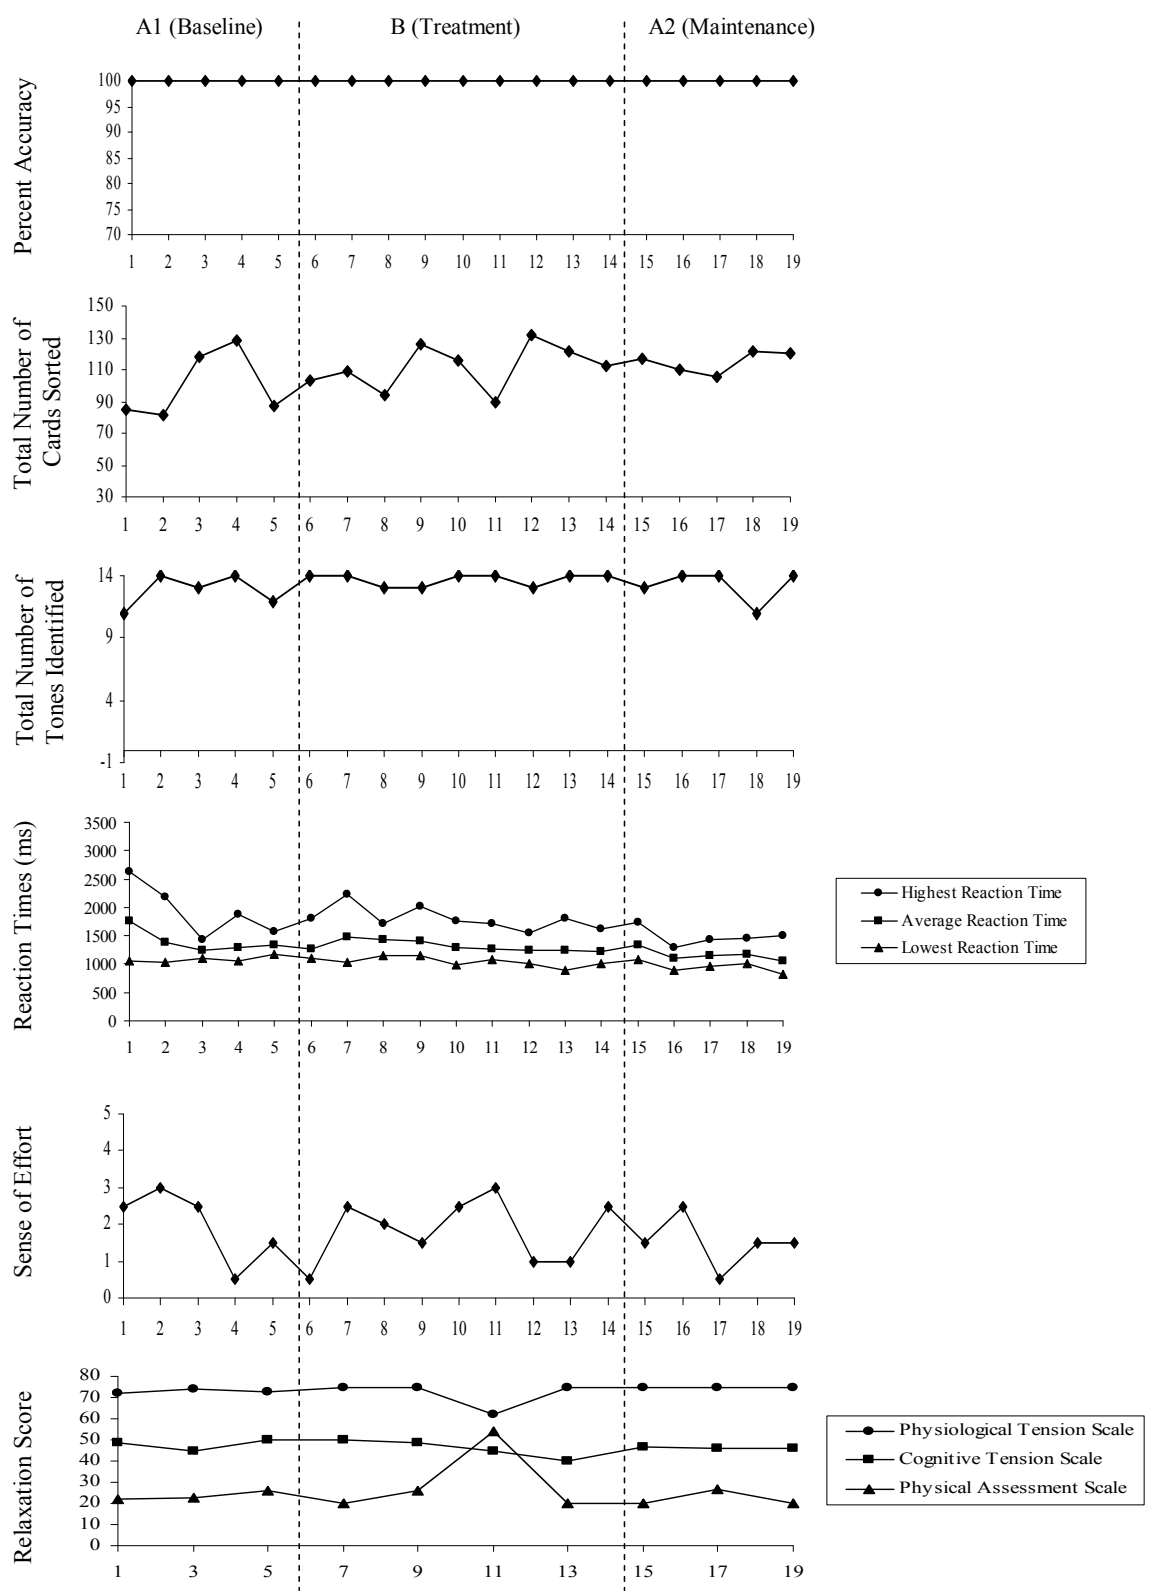 A1 (Baseline) B (Treatment) A2 (Maintenance)
Percent Accuracy
100
95
90
85
80
75
70
1 2 3 4 5 6 7 8 9 10 11 12 13 14 15 16 17 18 19
Total Number of
Cards Sorted
150
130
110
90
70
50
30
1 2 3 4 5 6 7 8 9 10 11 12 13 14 15 16 17 18 19
Total Number of
Tones Identified
14
9
4
-1
1 2 3 4 5 6 7 8 9 10 11 12 13 14 15 16 17 18 19
Reaction Times (ms)
3500
3000
2500
2000
1500
1000
500
0
1 2 3 4 5 6 7 8 9 10 11 12 13 14 15 16 17 18 19
Highest Reaction Time
Average Reaction Time
Lowest Reaction Time
Sense of Effort
5
4
3
2
1
0
1 2 3 4 5 6 7 8 9 10 11 12 13 14 15 16 17 18 19
Relaxation Score
80
70
60
50
40
30
20
10
0
1 3 5 7 9 11 13 15 17 19
Physiological Tension Scale
Cognitive Tension Scale
Physical Assessment Scale